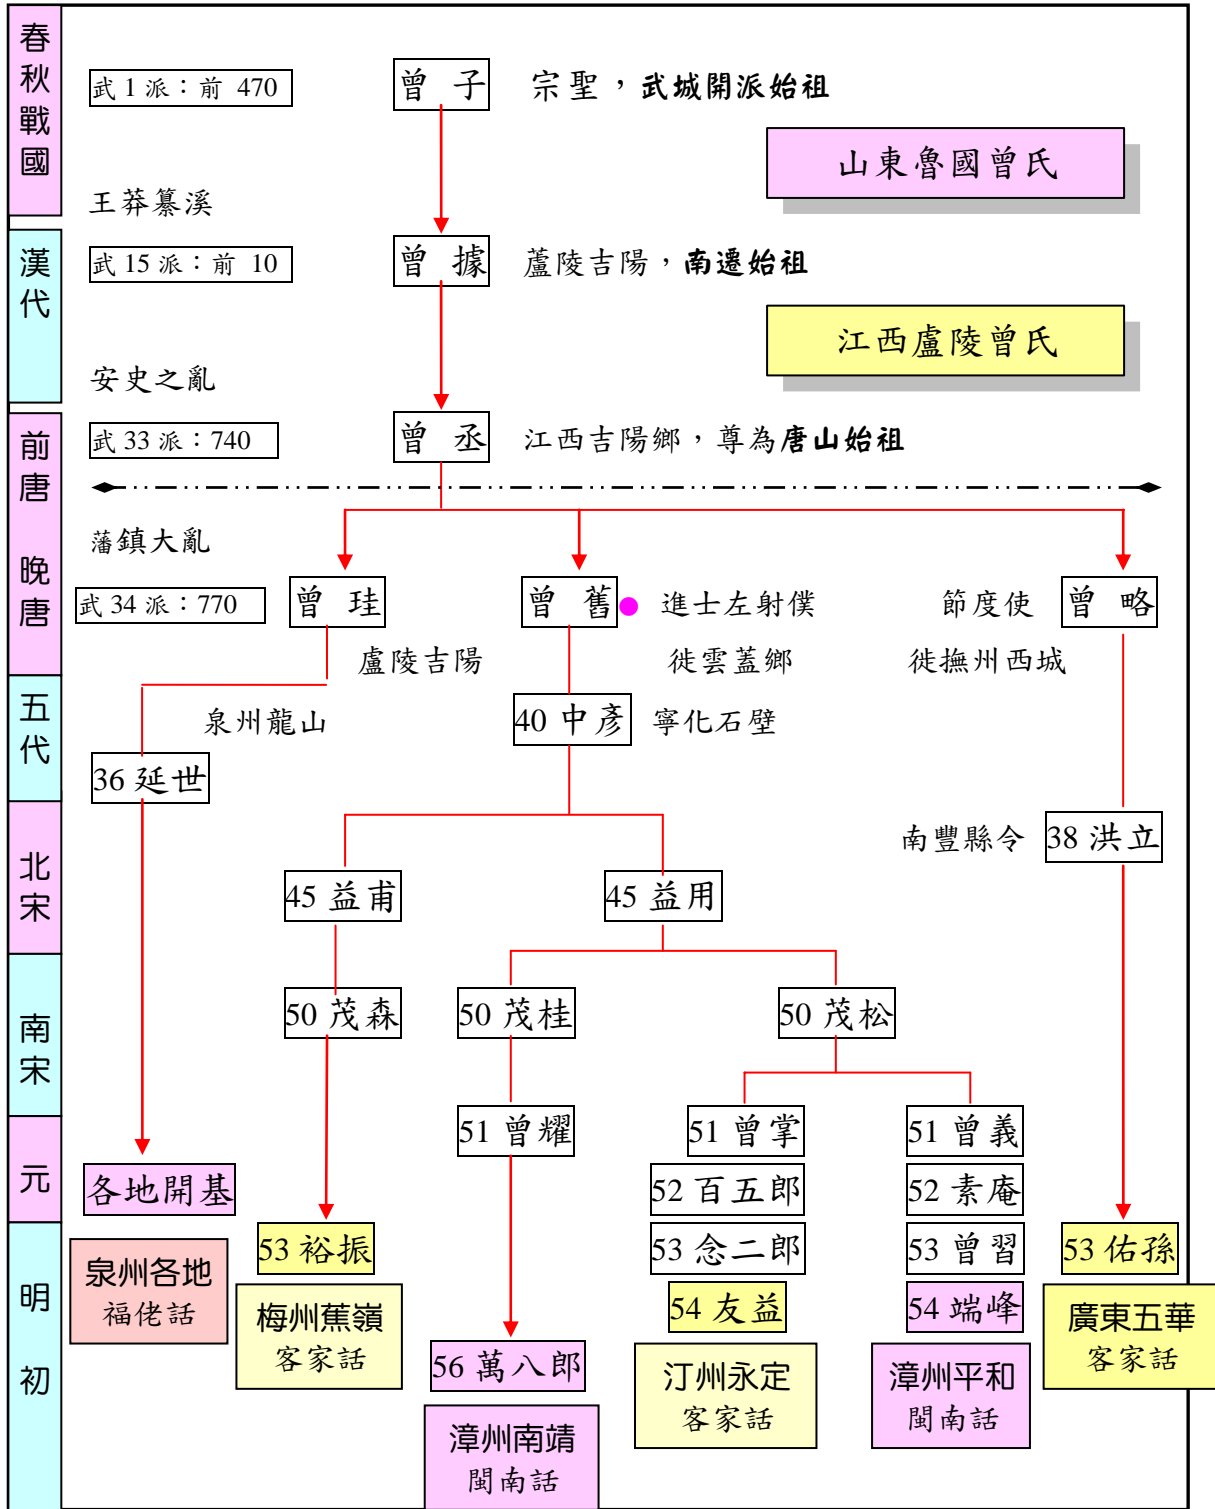 春秋戰國
武 1 派：前 470
曾 子
宗聖，武城開派始祖
山東魯國曾氏
王莽纂溪
漢代
武 15 派：前 10
曾 據
蘆陵吉陽，南遷始祖
江西盧陵曾氏
安史之亂
前唐 晚唐
武 33 派：740
曾 丞
江西吉陽鄉，尊為唐山始祖
藩鎮大亂
武 34 派：770
曾 珪
曾 舊
進士左射僕
節度使
曾 略
盧陵吉陽
徙雲蓋鄉
徙撫州西城
五代
泉州龍山
40 中彥
寧化石壁
36 延世
北宋
南豐縣令
38 洪立
45 益甫
45 益用
南宋
50 茂森
50 茂桂
50 茂松
元
51 曾耀
51 曾掌
51 曾義
各地開基
52 百五郎
52 素庵
明初
53 裕振
53 念二郎
53 曾習
53 佑孫
泉州各地
福佬話
54 友益
54 端峰
梅州蕉嶺
客家話
廣東五華
客家話
56 萬八郎
汀州永定
客家話
漳州平和
閩南話
漳州南靖
閩南話